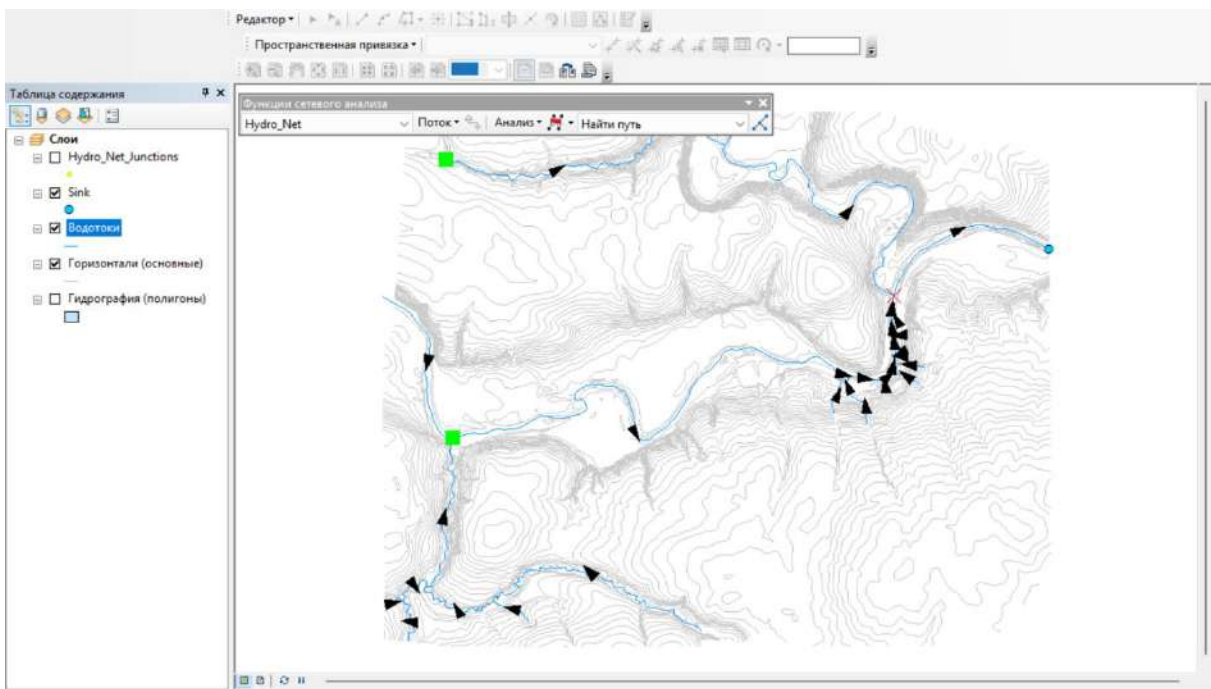 Редактор
Пространственная привязка
Таблица содержания
Функции сетевого анализа
Hydro_Net
Поток
Анализ
Найти путь
Слои
Hydro_Net_Junctions
Sink
Водотоки
Горизонтали (основные)
Гидрография (полигоны)